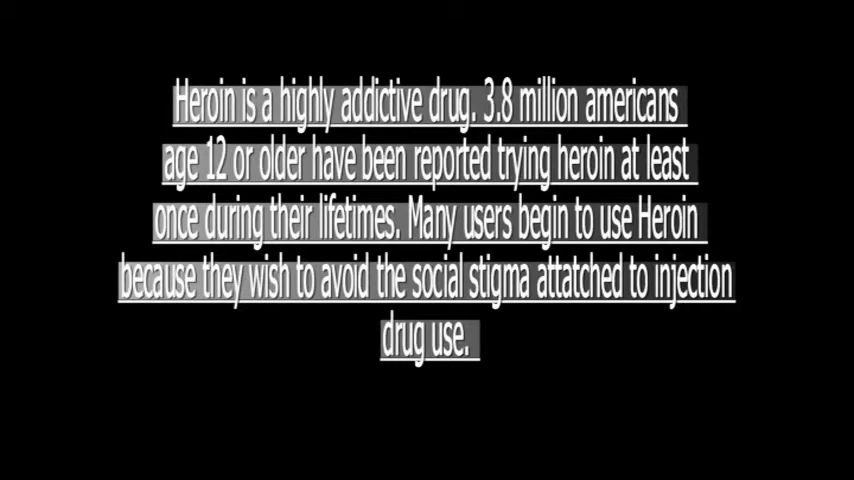 Heroin is a highly addictive drug. 3.8 million americans
age 12 or older have been reported trying heroin at least
once during their lifetimes. Many users begin to use Heroin
because they wish to avoid the social stigma attatched to injection
drug use.